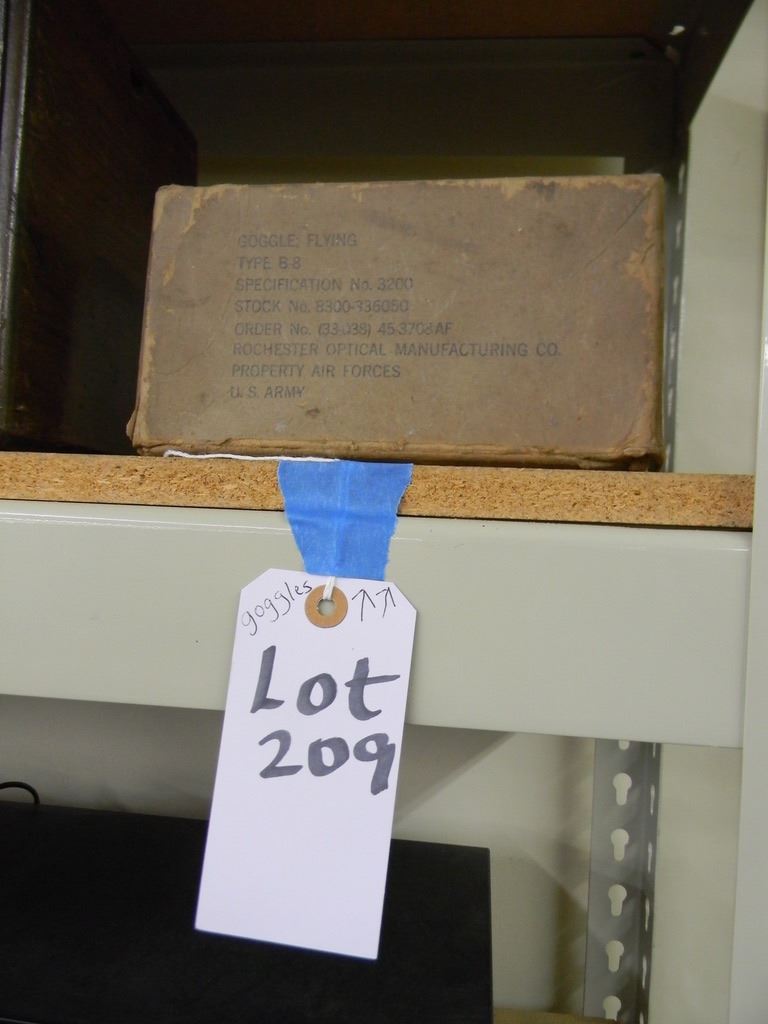 GOGGLE; FLYING
TYPE B-8
SPECIFICATION No. 3200
STOCK No. 8300-336050
ORDER No. (33-038) 45-3708AF
ROCHESTER OPTICAL MANUFACTURING CO.
PROPERTY AIR FORCES
U. S. ARMY
goggles ↑↑
Lot
209